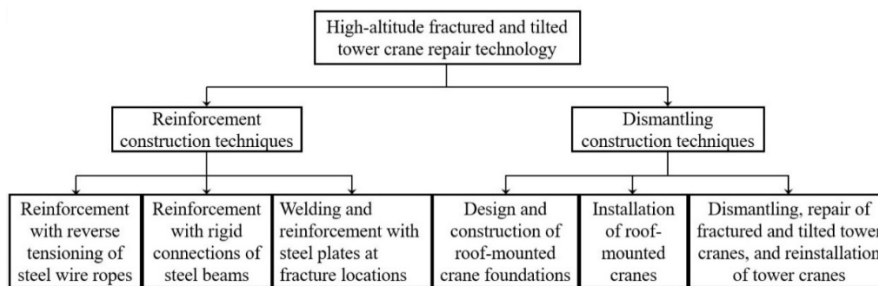 High-altitude fractured and tilted
tower crane repair technology
Reinforcement
construction techniques
Dismantling
construction techniques
Reinforcement
with reverse
tensioning of
steel wire ropes
Reinforcement
with rigid
connections of
steel beams
Welding and
reinforcement with
steel plates at
fracture locations
Design and
construction of
roof-mounted
crane foundations
Installation
of roof-
mounted
cranes
Dismantling, repair of
fractured and tilted tower
cranes, and reinstallation
of tower cranes